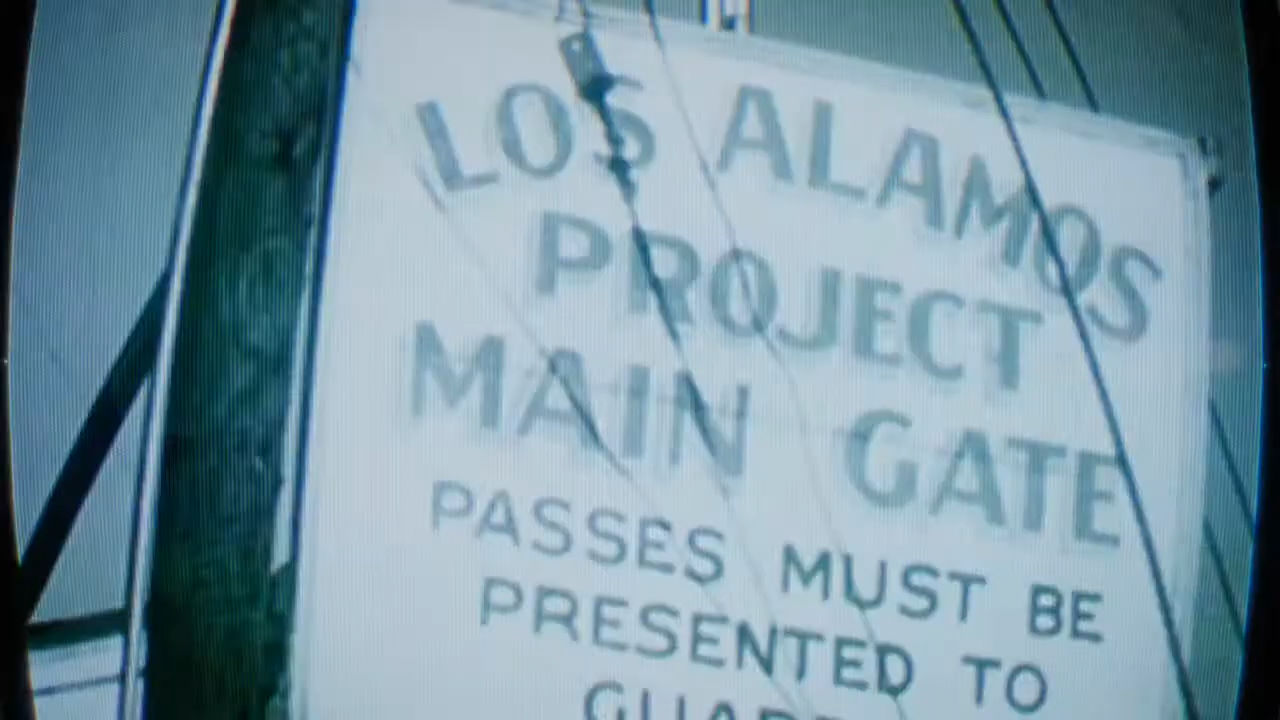 LOS ALAMOS
PROJECT
MAIN GATE
PASSES MUST BE
PRESENTED TO